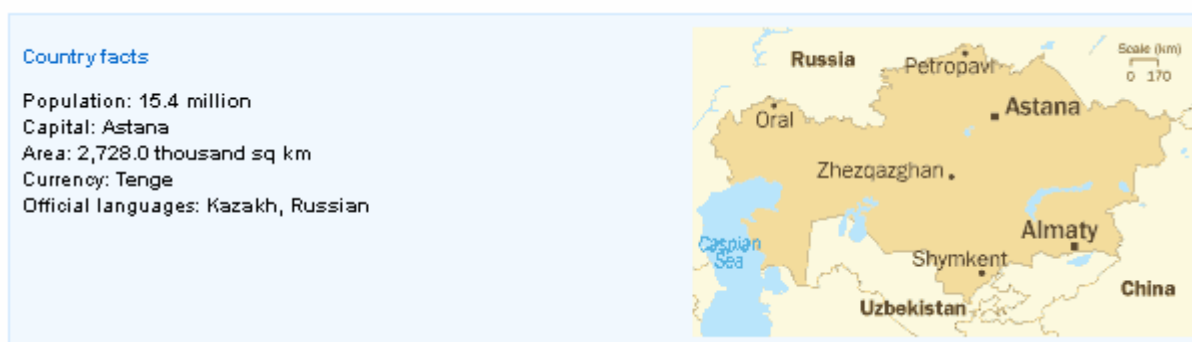 Country facts
Population: 15.4 million
Capital: Astana
Area: 2,728.0 thousand sq km
Currency: Tenge
Official languages: Kazakh, Russian
Russia
Scale (km)
0 170
Petropavl
Astana
Oral
Zhezqazghan
Almaty
Caspian
Sea
Shymkent
China
Uzbekistan